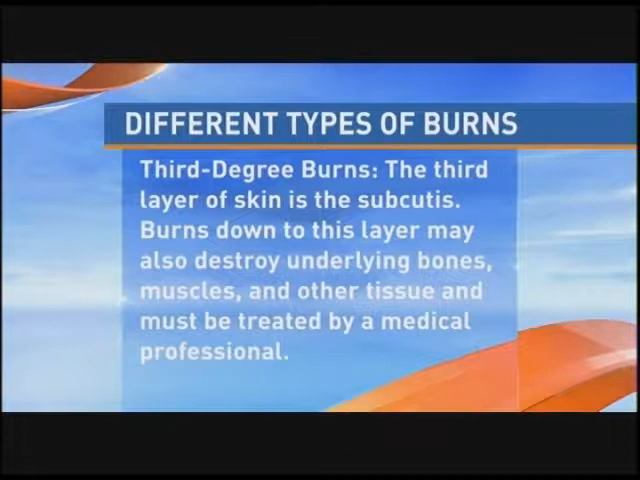 DIFFERENT TYPES OF BURNS
Third-Degree Burns: The third
layer of skin is the subcutis.
Burns down to this layer may
also destroy underlying bones,
muscles, and other tissue and
must be treated by a medical
professional.